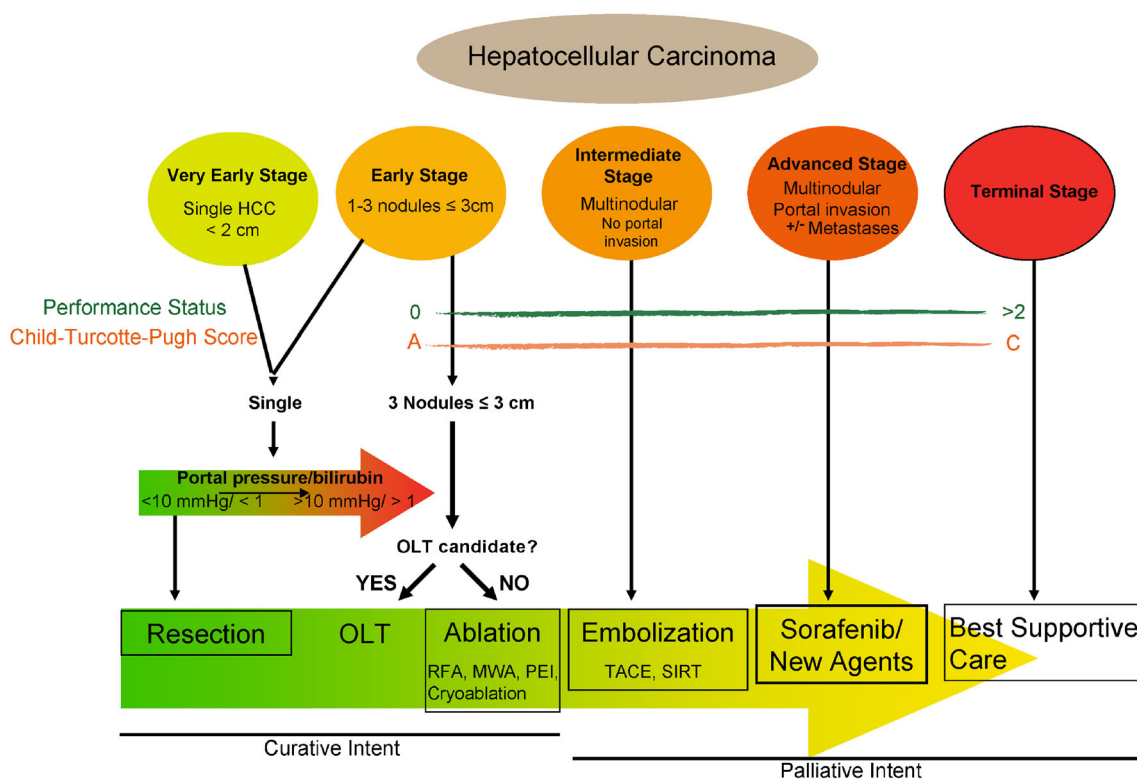 Hepatocellular Carcinoma
Very Early Stage
Single HCC
< 2 cm
Early Stage
1-3 nodules ≤ 3cm
Intermediate
Stage
Multinodular
No portal
invasion
Advanced Stage
Multinodular
Portal invasion
+/- Metastases
Terminal Stage
Performance Status
0
>2
Child-Turcotte-Pugh Score
A
C
Single
3 Nodules ≤ 3 cm
Portal pressure/bilirubin
<10 mmHg/ < 1
>10 mmHg/ > 1
OLT candidate?
YES
NO
Resection
OLT
Ablation
RFA, MWA, PEI,
Cryoablation
Embolization
TACE, SIRT
Sorafenib/
New Agents
Best Supportive
Care
Curative Intent
Palliative Intent